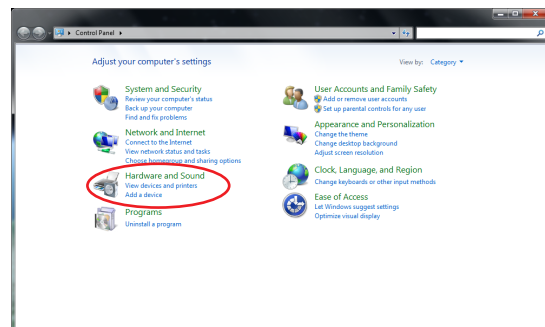 Control Panel
Adjust your computer's settings
View by: Category
System and Security
Review your computer's status
Back up your computer
Find and fix problems
Network and Internet
Connect to the Internet
View network status and tasks
Choose homegroup and sharing options
Hardware and Sound
View devices and printers
Add a device
Programs
Uninstall a program
User Accounts and Family Safety
Add or remove user accounts
Set up parental controls for any user
Appearance and Personalization
Change the theme
Change desktop background
Adjust screen resolution
Clock, Language, and Region
Change keyboards or other input methods
Ease of Access
Let Windows suggest settings
Optimize visual display